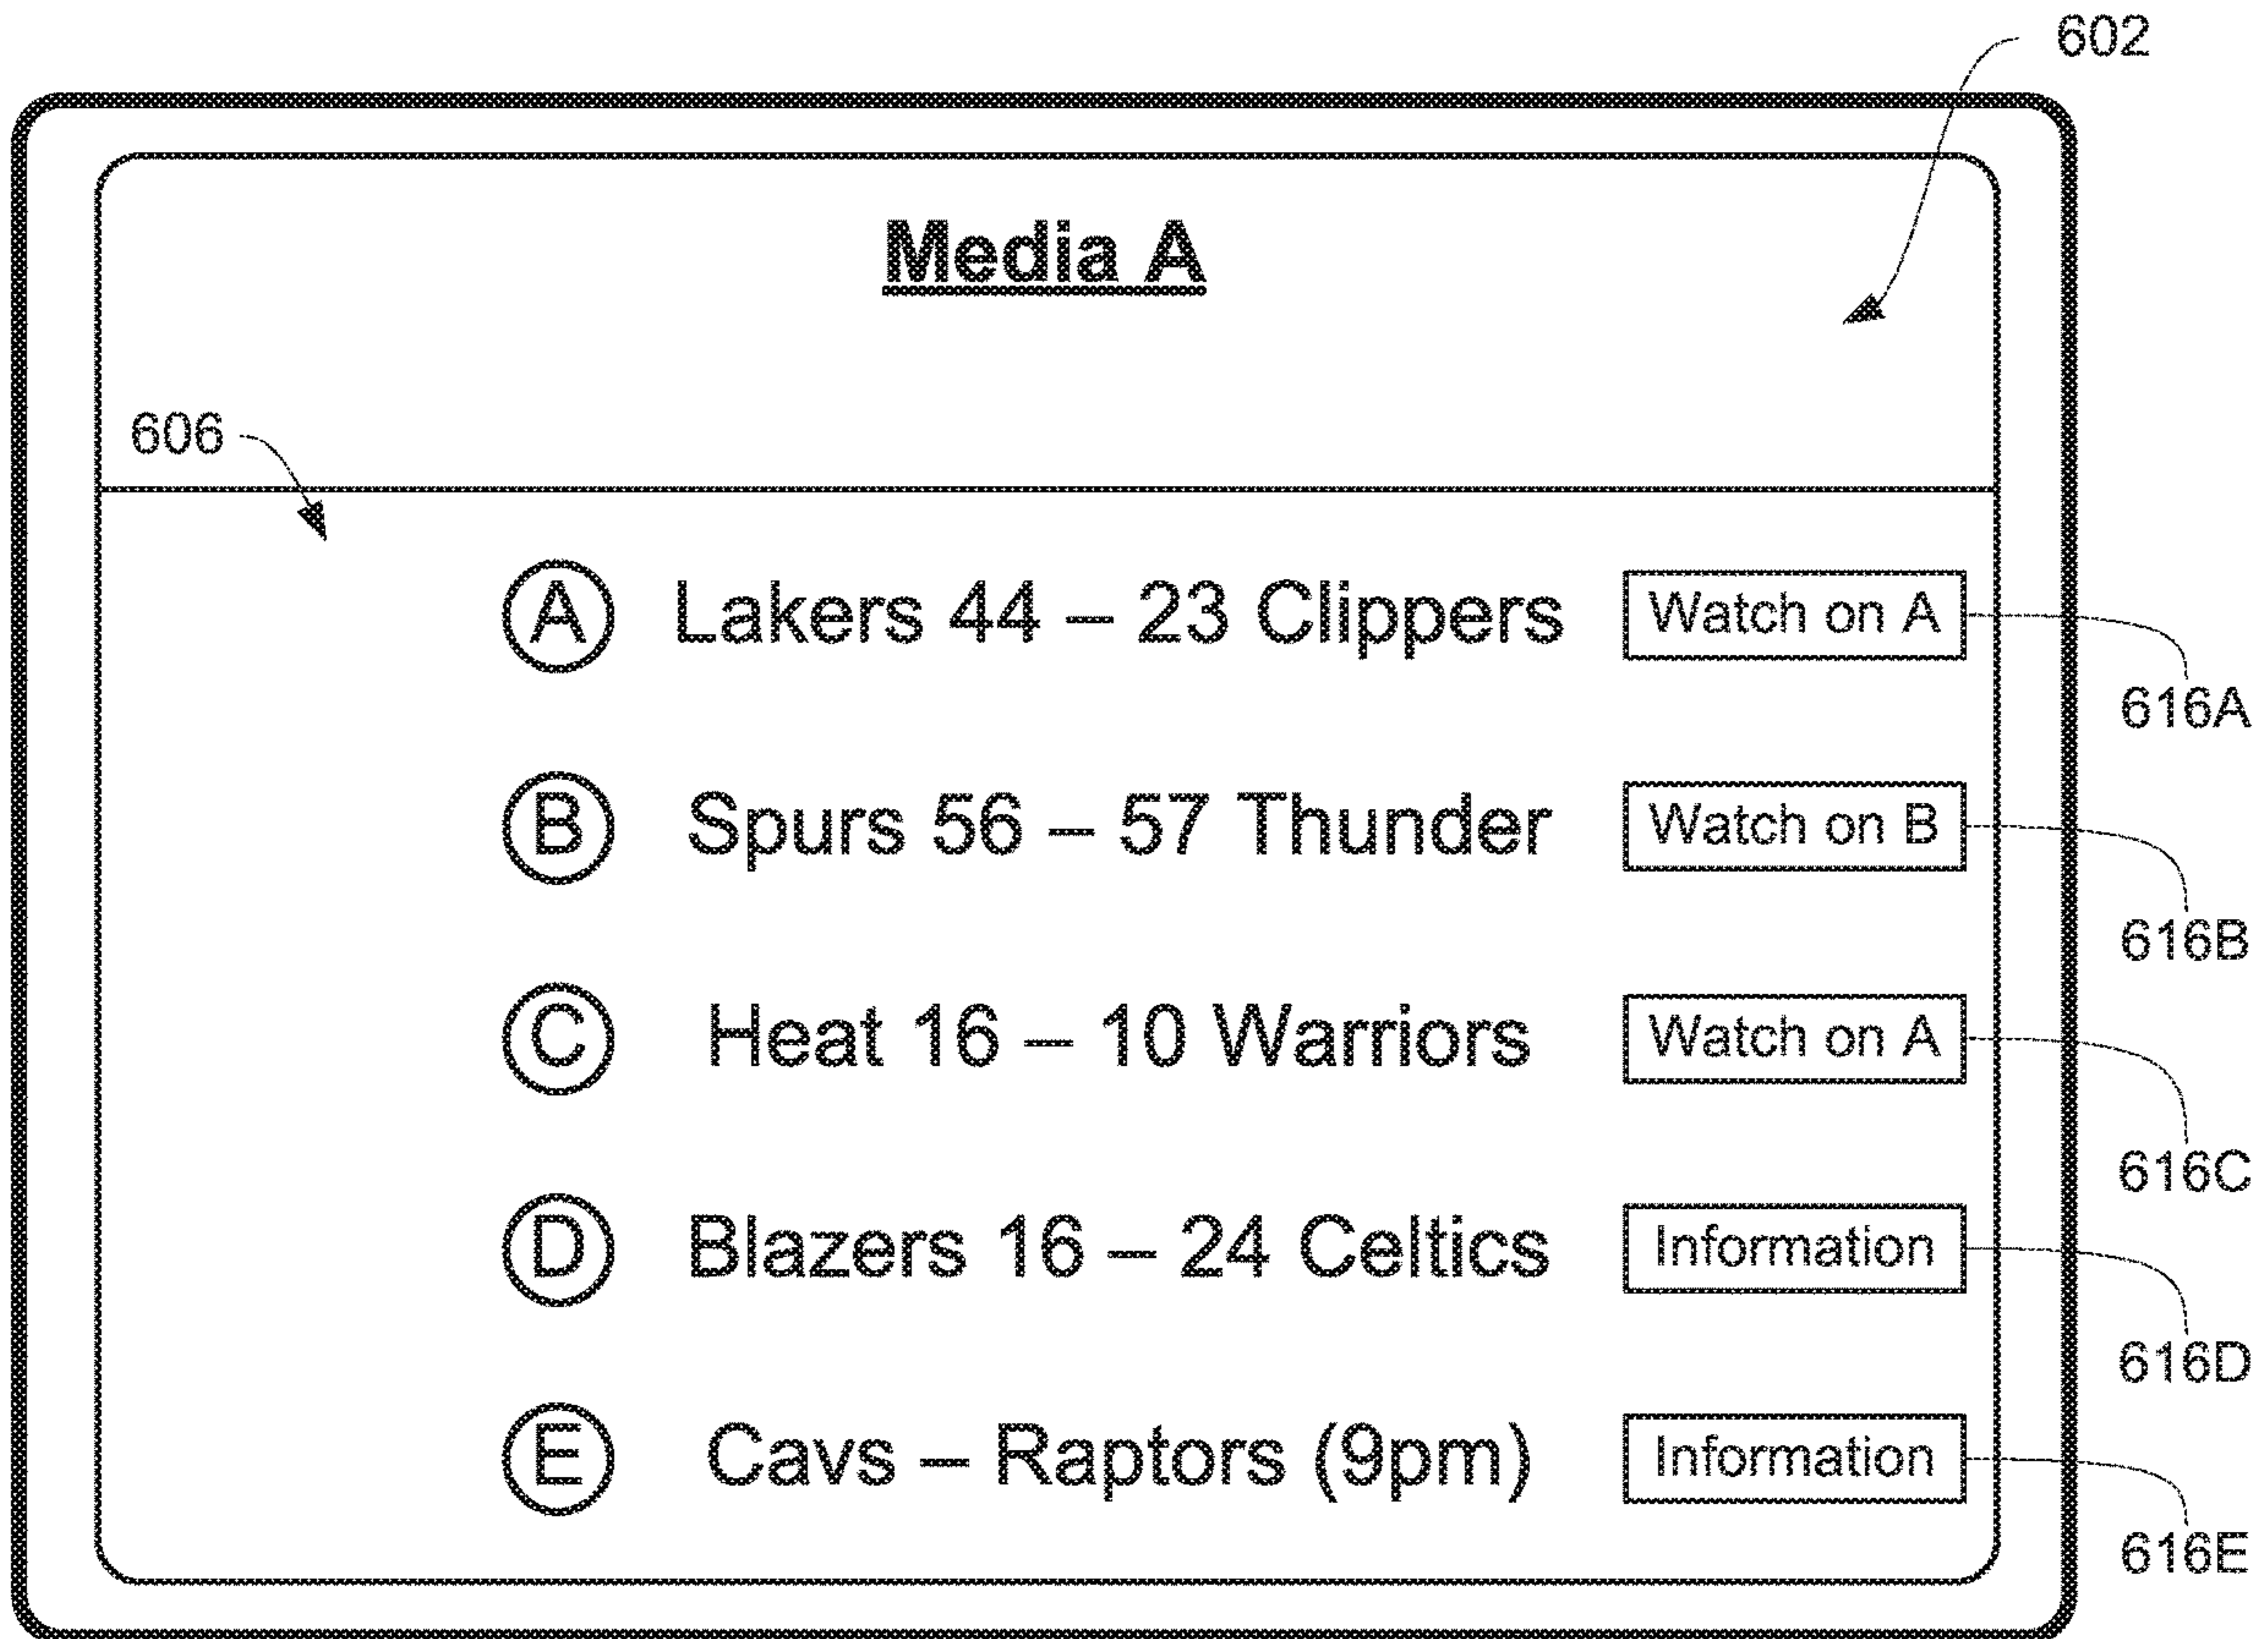 602
Media A
606
A Lakers 44 – 23 Clippers Watch on A
616A
B Spurs 56 – 57 Thunder Watch on B
616B
C Heat 16 – 10 Warriors Watch on A
616C
D Blazers 16 – 24 Celtics Information
616D
E Cavs – Raptors (9pm) Information
616E